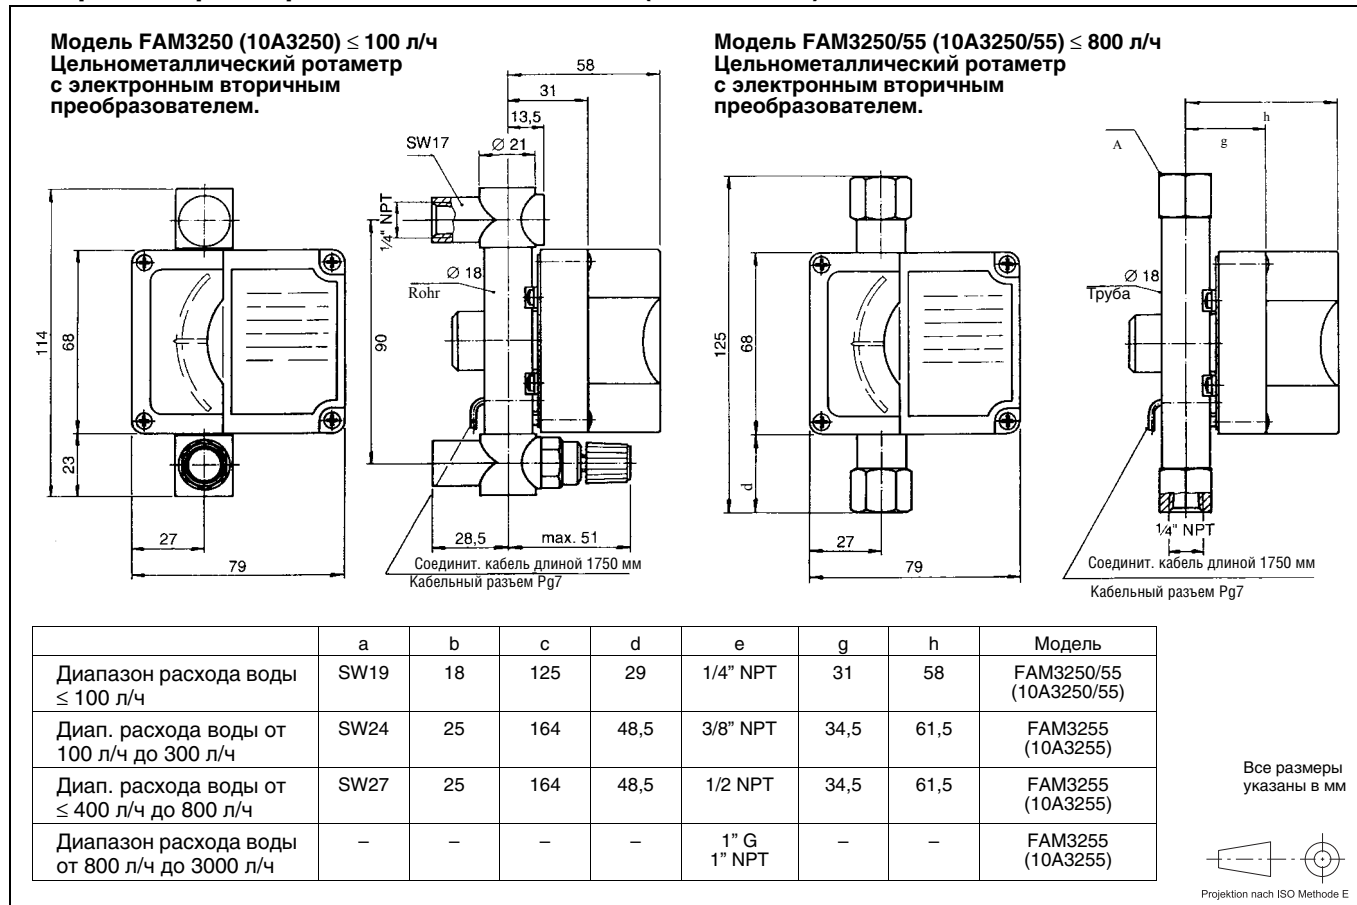 Модель FAM3250 (10A3250) ≤ 100 л/ч
Цельнометаллический ротаметр
с электронным вторичным
преобразователем.
58
31
13,5
SW17
Ø 21
1/4" NPT
Ø 18
Rohr
114
68
23
90
27
79
28,5
max. 51
Соединит. кабель длиной 1750 мм
Кабельный разъем Pg7
Модель FAM3250/55 (10A3250/55) ≤ 800 л/ч
Цельнометаллический ротаметр
с электронным вторичным
преобразователем.
h
g
A
Ø 18
Труба
125
68
d
27
79
1/4" NPT
Соединит. кабель длиной 1750 мм
Кабельный разъем Pg7
a b c d e g h Модель
Диапазон расхода воды SW19 18 125 29 1/4” NPT 31 58 FAM3250/55
≤ 100 л/ч (10A3250/55)
Диап. расхода воды от SW24 25 164 48,5 3/8” NPT 34,5 61,5 FAM3255
100 л/ч до 300 л/ч (10A3255)
Диап. расхода воды от SW27 25 164 48,5 1/2 NPT 34,5 61,5 FAM3255
≤ 400 л/ч до 800 л/ч (10A3255)
Диапазон расхода воды – – – – 1” G – – FAM3255
от 800 л/ч до 3000 л/ч 1” NPT (10A3255)
Все размеры
указаны в мм
Projektion nach ISO Methode E